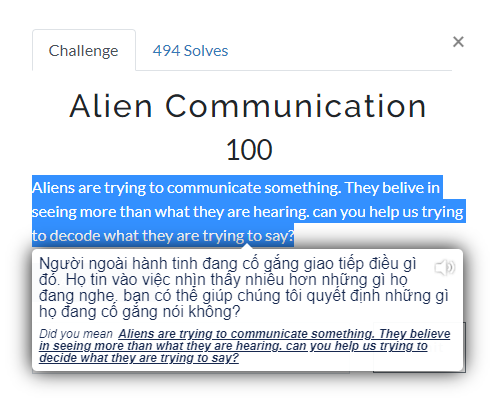 Challenge
494 Solves
×
Alien Communication
100
Aliens are trying to communicate something. They belive in
seeing more than what they are hearing. can you help us trying
to decode what they are trying to say?
Người ngoài hành tinh đang cố gắng giao tiếp điều gì
đó. Họ tin vào việc nhìn thấy nhiều hơn những gì họ
đang nghe. bạn có thể giúp chúng tôi quyết định những gì
họ đang cố gắng nói không?
Did you mean Aliens are trying to communicate something. They believe
in seeing more than what they are hearing. can you help us trying to
decode what they are trying to say?